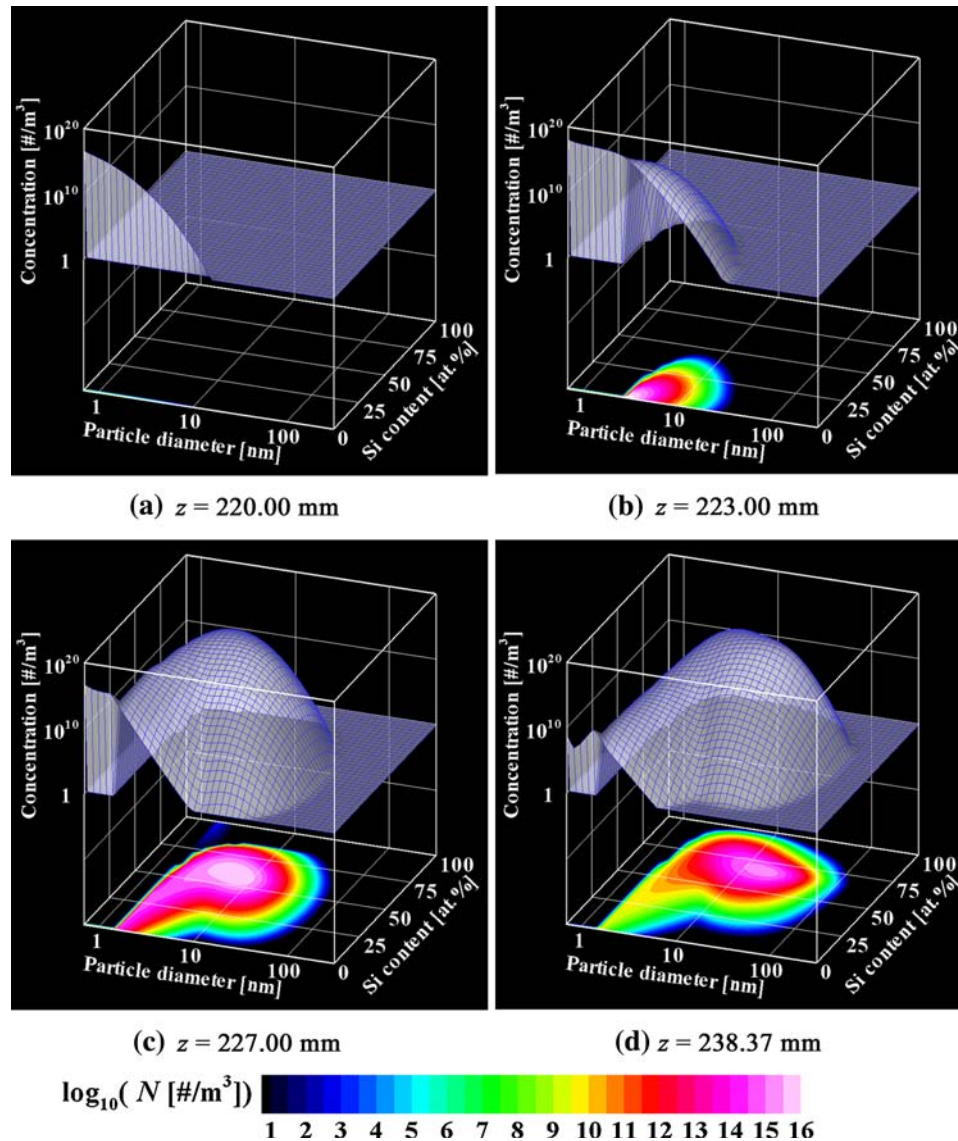 Concentration [#/m³]
10²⁰
10¹⁰
1
1
10
100
Particle diameter [nm]
0
25
50
75
100
Si content [at.%]
(a) z = 220.00 mm
Concentration [#/m³]
10²⁰
10¹⁰
1
1
10
100
Particle diameter [nm]
0
25
50
75
100
Si content [at.%]
(b) z = 223.00 mm
Concentration [#/m³]
10²⁰
10¹⁰
1
1
10
100
Particle diameter [nm]
0
25
50
75
100
Si content [at.%]
(c) z = 227.00 mm
Concentration [#/m³]
10²⁰
10¹⁰
1
1
10
100
Particle diameter [nm]
0
25
50
75
100
Si content [at.%]
(d) z = 238.37 mm
log₁₀( N [#/m³])
1 2 3 4 5 6 7 8 9 10 11 12 13 14 15 16